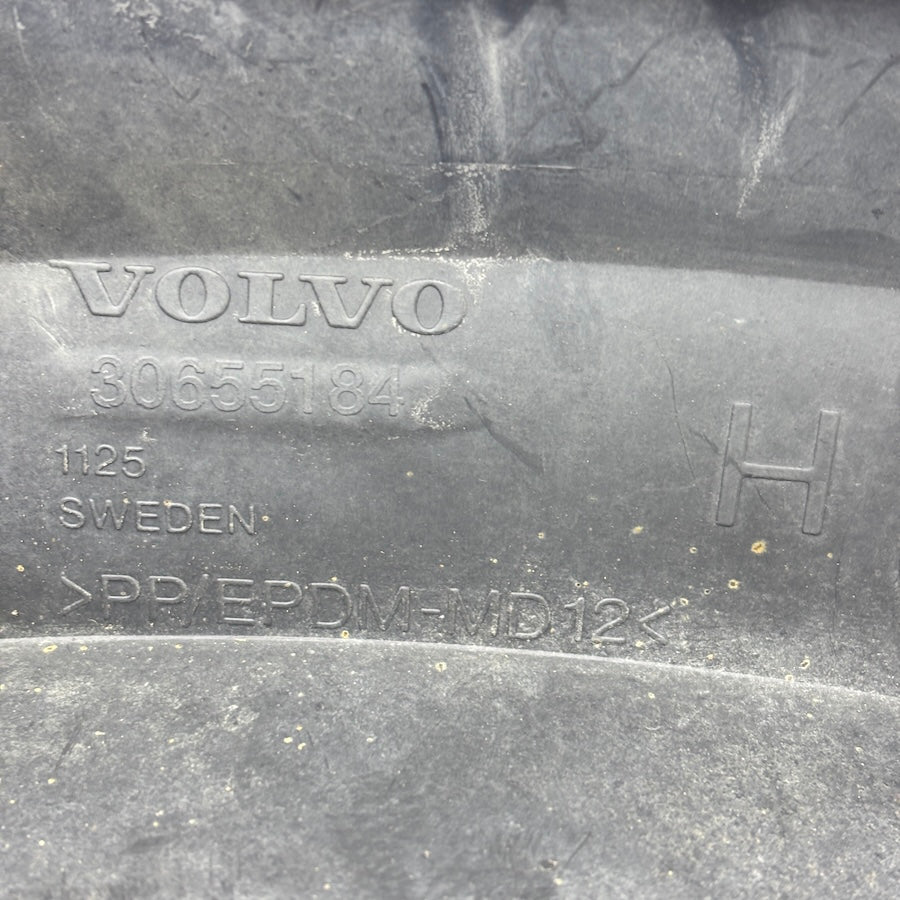 VOLVO
30655184
1125
SWEDEN
H
>PP/EPDM-MD12<